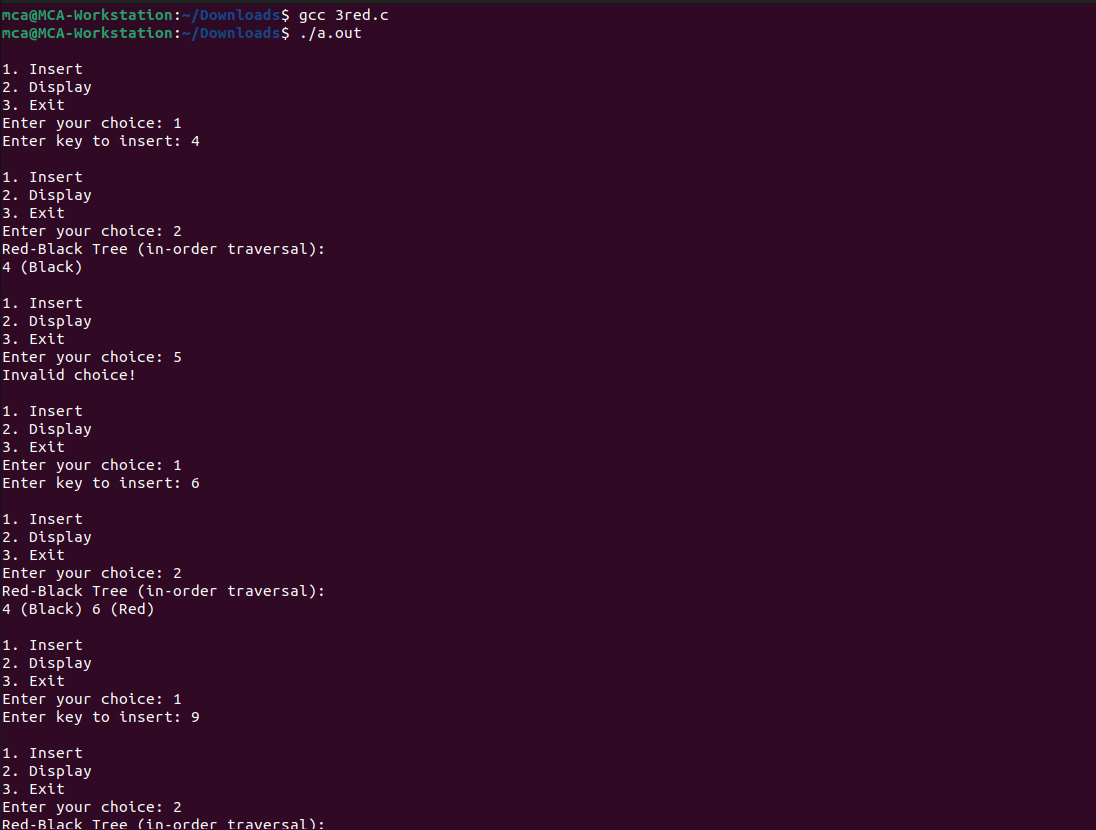 mca@MCA-Workstation:~/Downloads$ gcc 3red.c
mca@MCA-Workstation:~/Downloads$ ./a.out
1. Insert
2. Display
3. Exit
Enter your choice: 1
Enter key to insert: 4
1. Insert
2. Display
3. Exit
Enter your choice: 2
Red-Black Tree (in-order traversal):
4 (Black)
1. Insert
2. Display
3. Exit
Enter your choice: 5
Invalid choice!
1. Insert
2. Display
3. Exit
Enter your choice: 1
Enter key to insert: 6
1. Insert
2. Display
3. Exit
Enter your choice: 2
Red-Black Tree (in-order traversal):
4 (Black) 6 (Red)
1. Insert
2. Display
3. Exit
Enter your choice: 1
Enter key to insert: 9
1. Insert
2. Display
3. Exit
Enter your choice: 2
Red-Black Tree (in-order traversal):